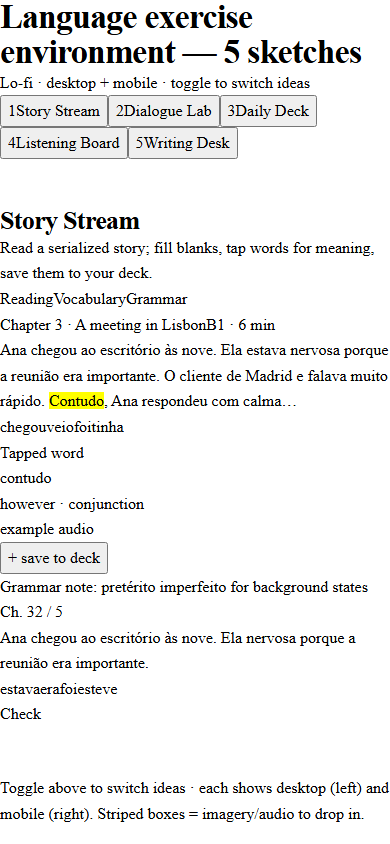 Language exercise
environment — 5 sketches
Lo-fi · desktop + mobile · toggle to switch ideas
1Story Stream 2Dialogue Lab 3Daily Deck
4Listening Board 5Writing Desk
Story Stream
Read a serialized story; fill blanks, tap words for meaning,
save them to your deck.
ReadingVocabularyGrammar
Chapter 3 · A meeting in LisbonB1 · 6 min
Ana chegou ao escritório às nove. Ela estava nervosa porque
a reunião era importante. O cliente de Madrid e falava muito
rápido. Contudo, Ana respondeu com calma…
chegouveiofoitinha
Tapped word
contudo
however · conjunction
example audio
+ save to deck
Grammar note: pretérito imperfeito for background states
Ch. 32 / 5
Ana chegou ao escritório às nove. Ela nervosa porque a
reunião era importante.
estavaerafoiesteve
Check
Toggle above to switch ideas · each shows desktop (left) and
mobile (right). Striped boxes = imagery/audio to drop in.